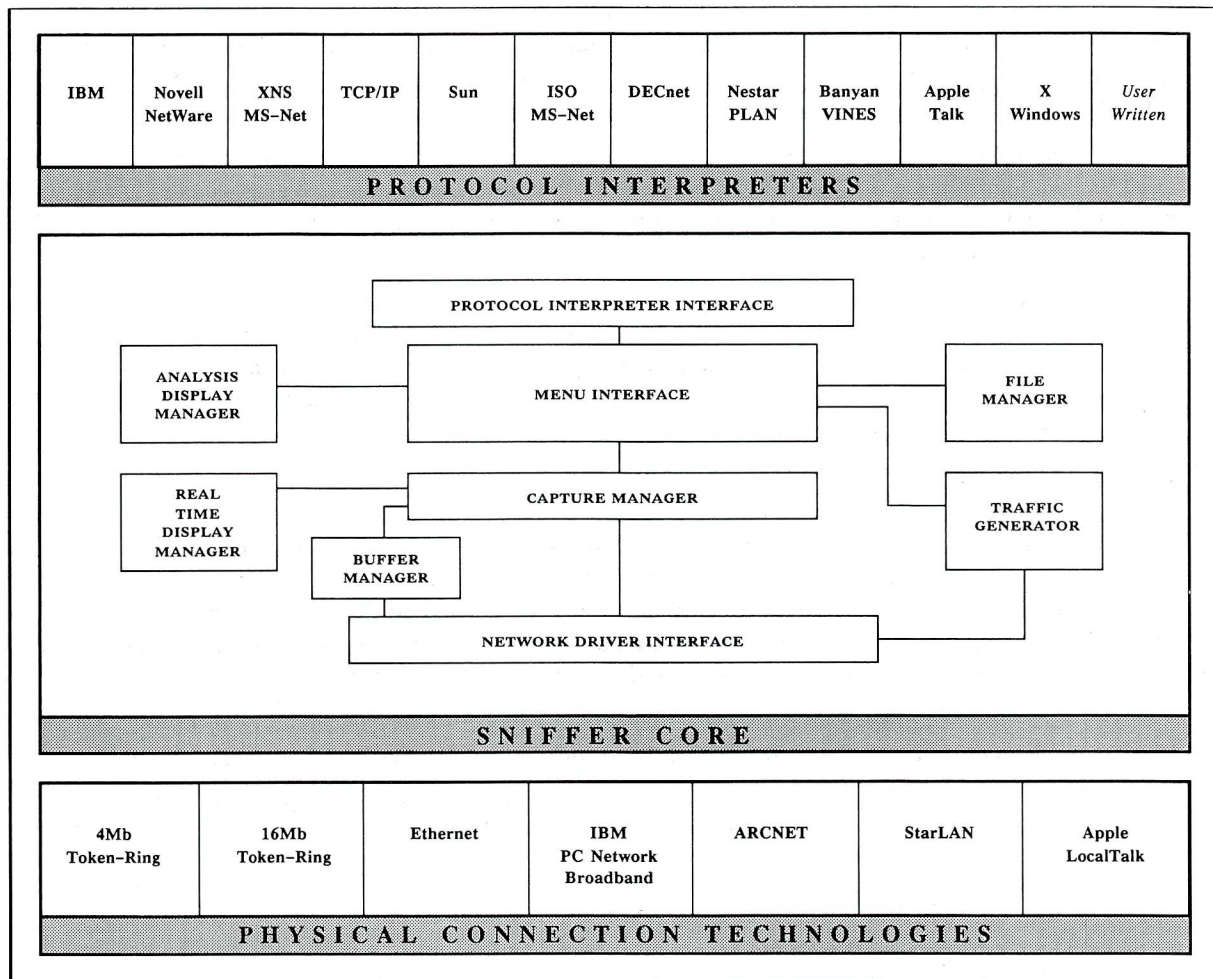 IBM
Novell
NetWare
XNS
MS-Net
TCP/IP
Sun
ISO
MS-Net
DECnet
Nestar
PLAN
Banyan
VINES
Apple
Talk
X
Windows
User
Written
PROTOCOL INTERPRETERS
PROTOCOL INTERPRETER INTERFACE
ANALYSIS
DISPLAY
MANAGER
MENU INTERFACE
FILE
MANAGER
REAL
TIME
DISPLAY
MANAGER
CAPTURE MANAGER
TRAFFIC
GENERATOR
BUFFER
MANAGER
NETWORK DRIVER INTERFACE
SNIFFER CORE
4Mb
Token-Ring
16Mb
Token-Ring
Ethernet
IBM
PC Network
Broadband
ARCNET
StarLAN
Apple
LocalTalk
PHYSICAL CONNECTION TECHNOLOGIES